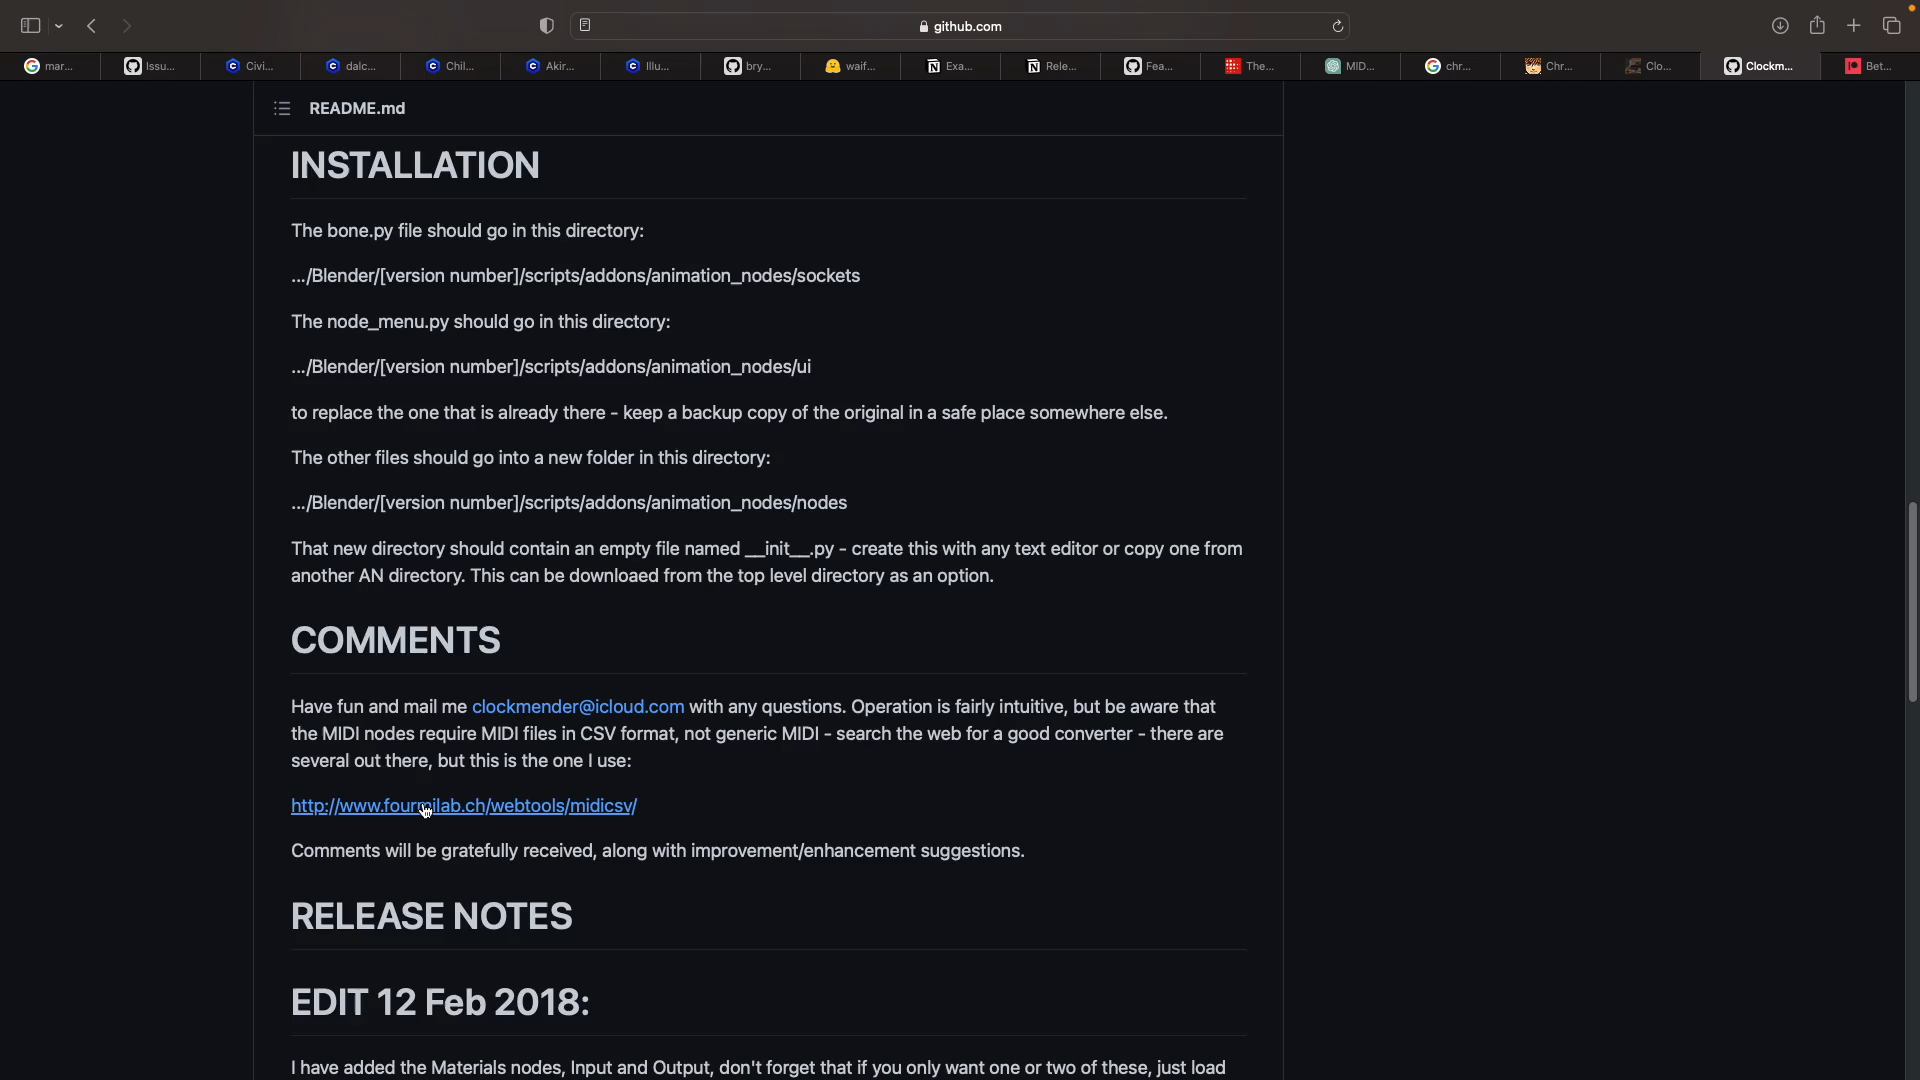 github.com
mar...
Issu...
Civi...
dalc...
Chil...
Akir...
Illu...
bry...
waif...
Exa...
Rele...
Fea...
The...
MID...
chr...
Chr...
Clo...
Clockm...
Bet...
README.md
INSTALLATION
The bone.py file should go in this directory:
.../Blender/[version number]/scripts/addons/animation_nodes/sockets
The node_menu.py should go in this directory:
.../Blender/[version number]/scripts/addons/animation_nodes/ui
to replace the one that is already there - keep a backup copy of the original in a safe place somewhere else.
The other files should go into a new folder in this directory:
.../Blender/[version number]/scripts/addons/animation_nodes/nodes
That new directory should contain an empty file named __init__.py - create this with any text editor or copy one from
another AN directory. This can be downloaed from the top level directory as an option.
COMMENTS
Have fun and mail me clockmender@icloud.com with any questions. Operation is fairly intuitive, but be aware that
the MIDI nodes require MIDI files in CSV format, not generic MIDI - search the web for a good converter - there are
several out there, but this is the one I use:
http://www.fourmilab.ch/webtools/midicsv/
Comments will be gratefully received, along with improvement/enhancement suggestions.
RELEASE NOTES
EDIT 12 Feb 2018:
I have added the Materials nodes, Input and Output, don't forget that if you only want one or two of these, just load